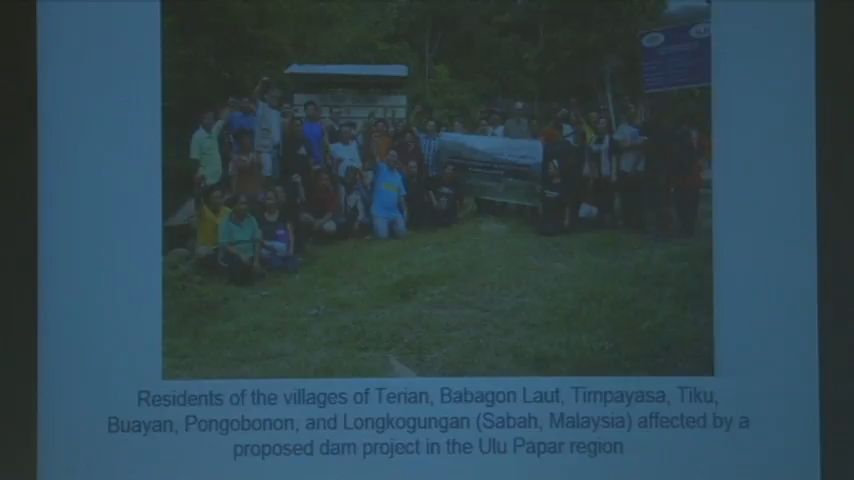 Residents of the villages of Terian, Babagon Laut, Timpayasa, Tiku,
Buayan, Pongobonon, and Longkogungan (Sabah, Malaysia) affected by a
proposed dam project in the Ulu Papar region